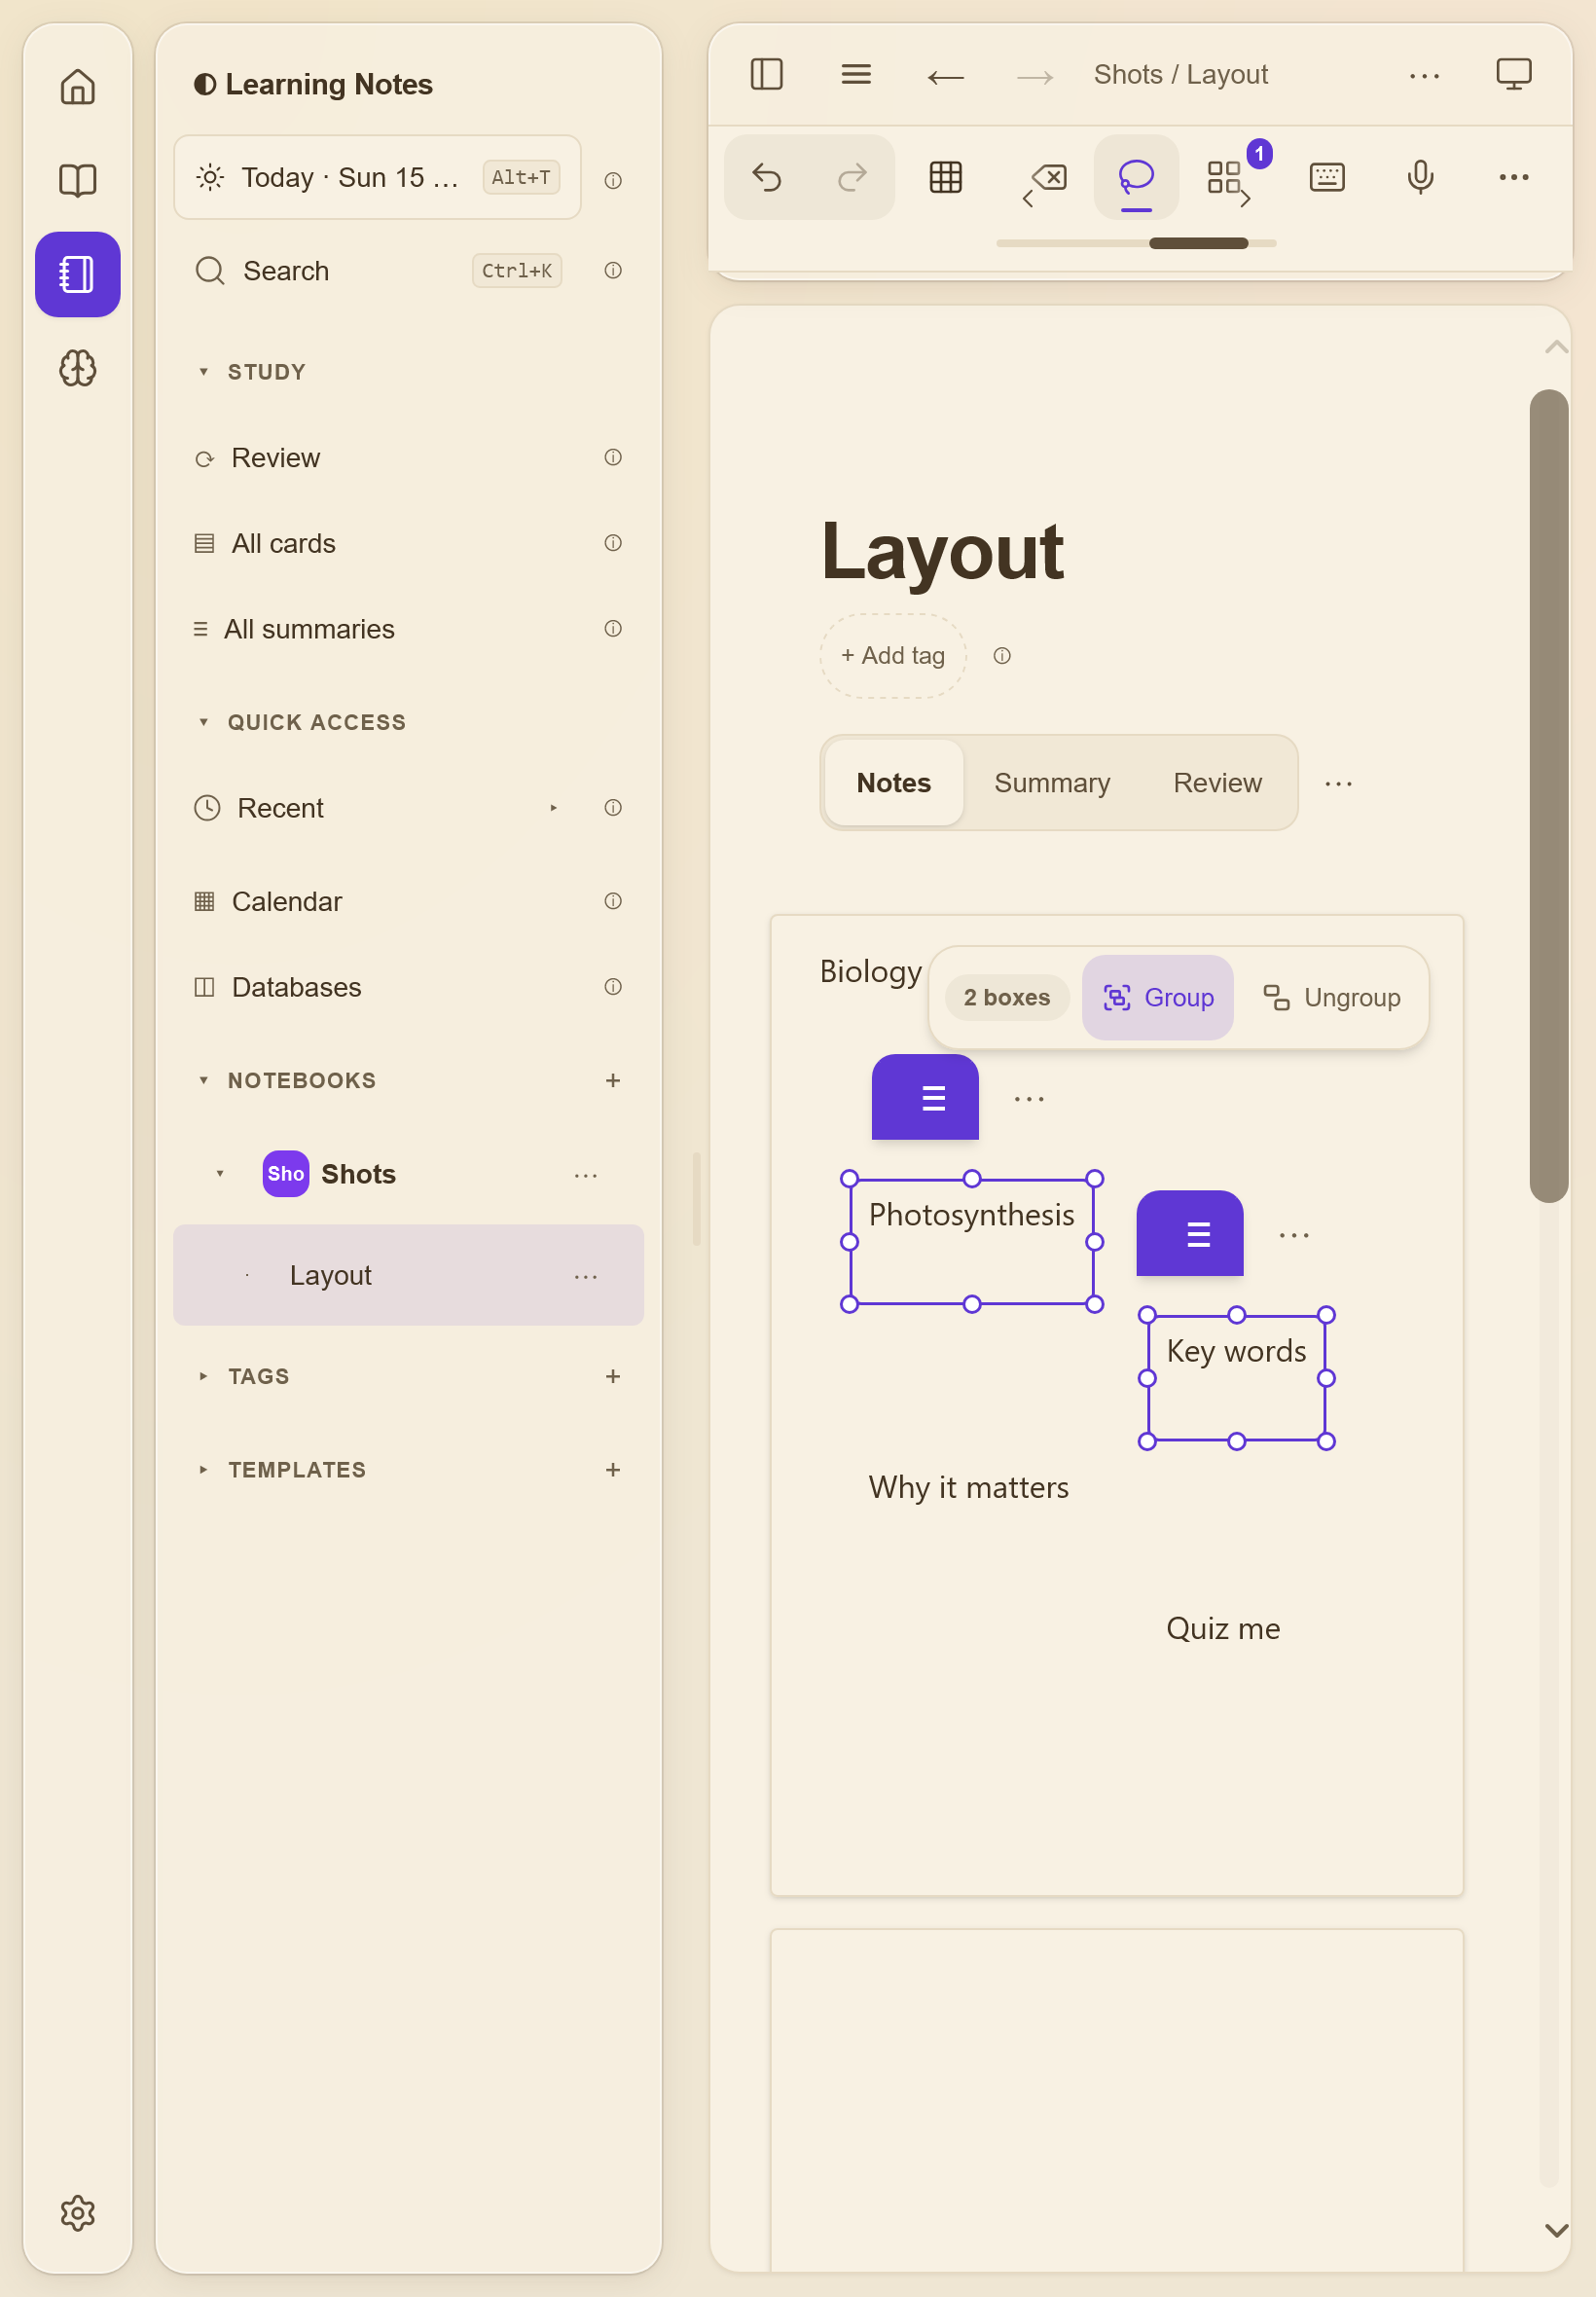 Learning Notes
Today · Sun 15 ...
Alt+T
Search
Ctrl+K
STUDY
Review
All cards
All summaries
QUICK ACCESS
Recent
Calendar
Databases
NOTEBOOKS
Sho
Shots
Layout
TAGS
TEMPLATES
Shots / Layout
1
Layout
+ Add tag
Notes
Summary
Review
Biology
2 boxes
Group
Ungroup
Photosynthesis
Key words
Why it matters
Quiz me